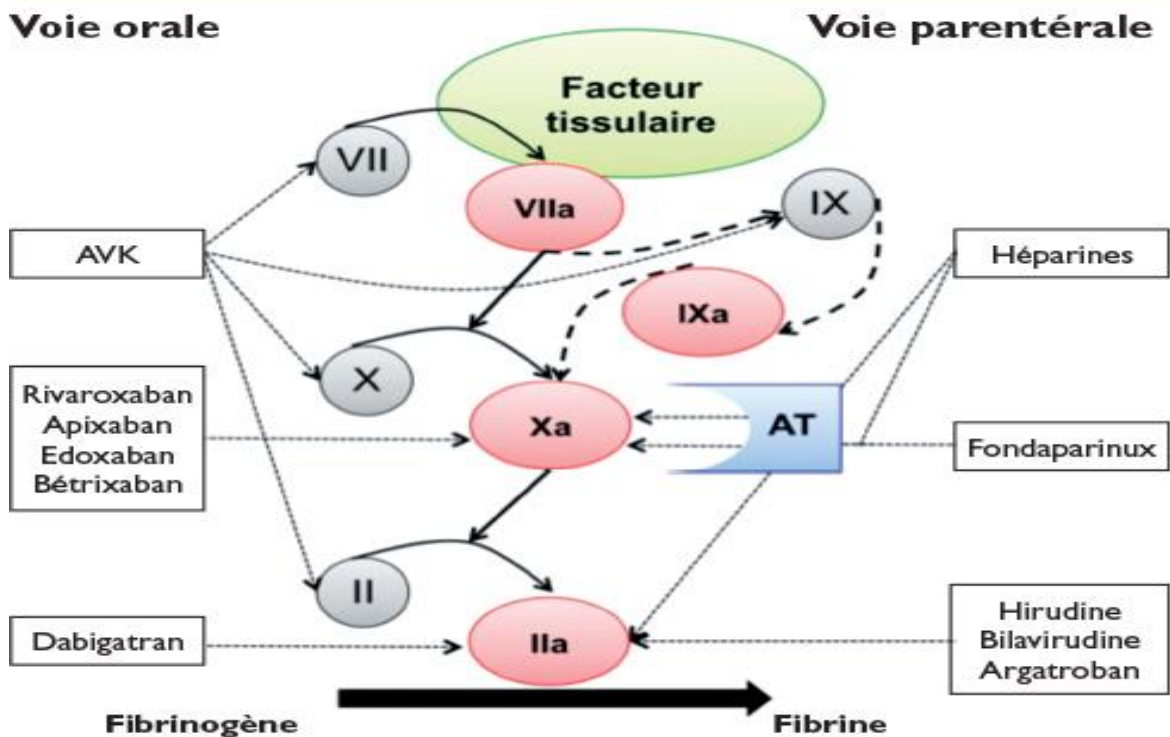 Voie orale
Voie parentérale
Facteur
tissulaire
VII
VIIa
IX
AVK
Héparines
IXa
X
Rivaroxaban
Apixaban
Edoxaban
Bétrixaban
Xa
AT
Fondaparinux
II
Dabigatran
IIa
Hirudine
Bilavirudine
Argatroban
Fibrinogène
Fibrine